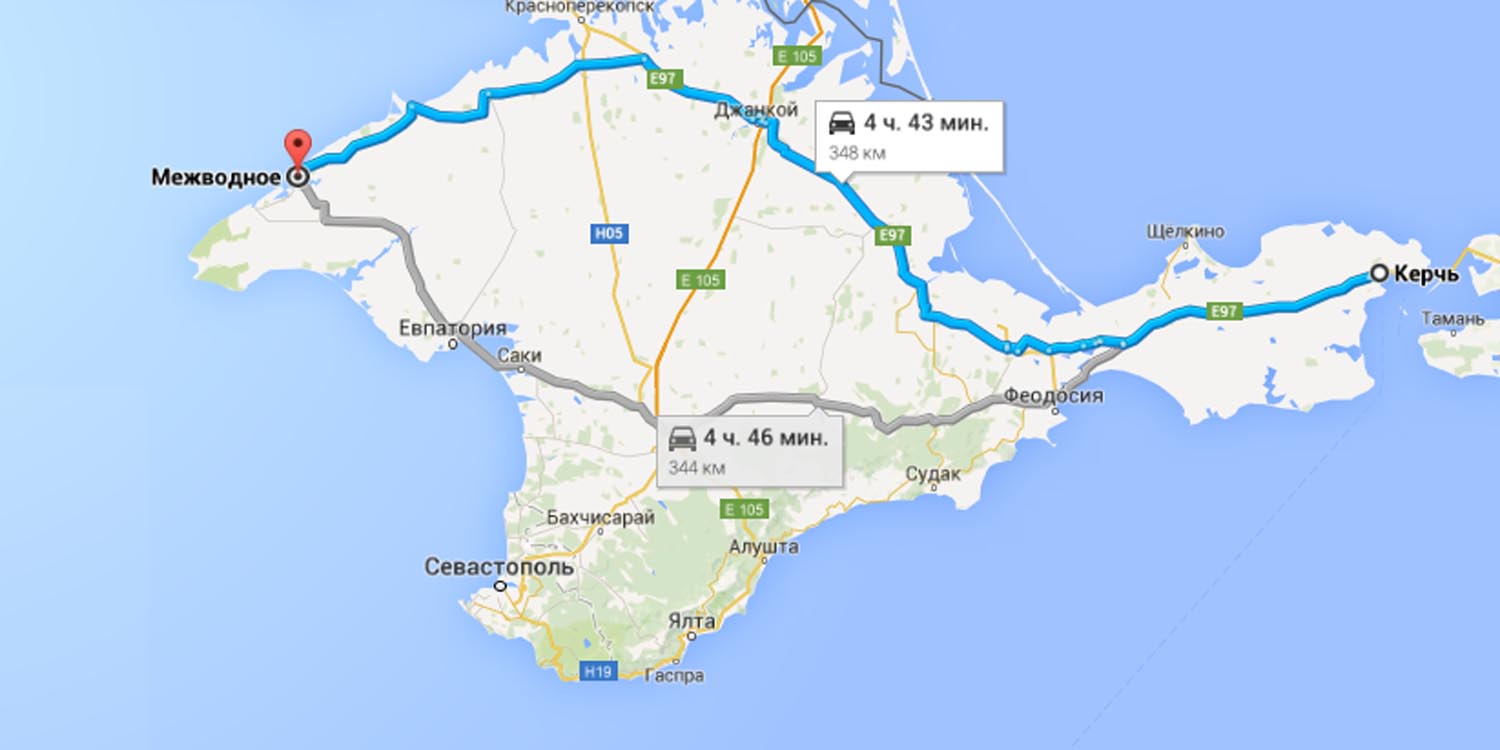 Красноперекопск
E 105
E97
Джанкой
4 ч. 43 мин.
348 км
Межводное
H05
E97
Щёлкино
Керчь
E 105
E97
Тамань
Евпатория
Саки
Феодосия
4 ч. 46 мин.
344 км
Судак
E 105
Бахчисарай
Алушта
Севастополь
Ялта
H19
Гаспра